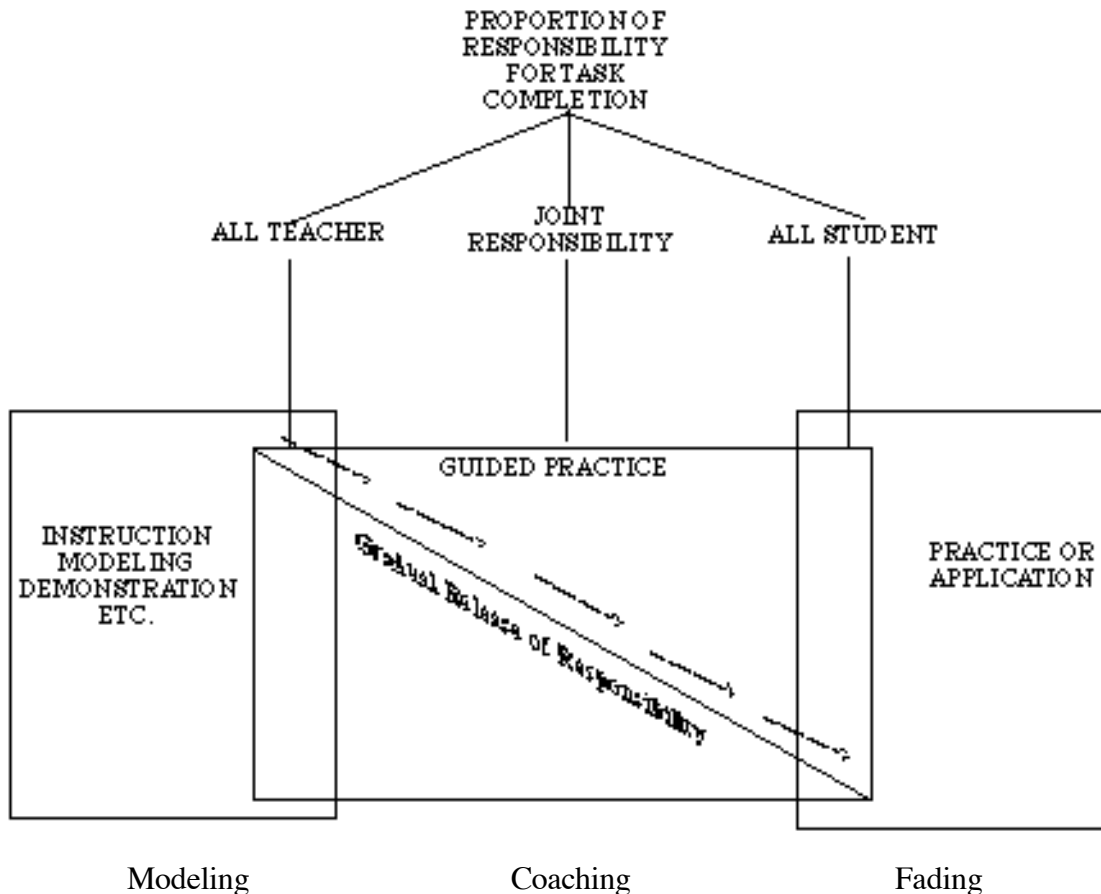 PROPORTION OF
RESPONSIBILITY
FOR TASK
COMPLETION
ALL TEACHER
JOINT
RESPONSIBILITY
ALL STUDENT
GUIDED PRACTICE
INSTRUCTION
MODELING
DEMONSTRATION
ETC.
Gradual Release of Responsibility
PRACTICE OR
APPLICATION
Modeling
Coaching
Fading